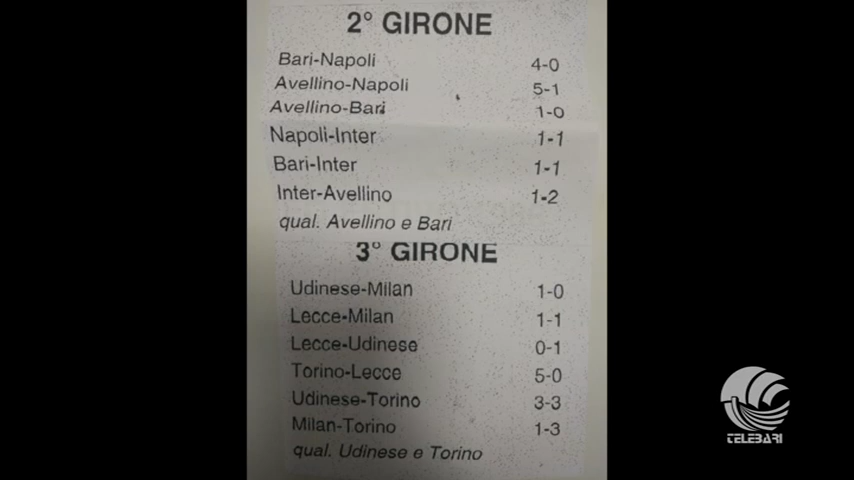 2° GIRONE
Bari-Napoli 4-0
Avellino-Napoli 5-1
Avellino-Bari 1-0
Napoli-Inter 1-1
Bari-Inter 1-1
Inter-Avellino 1-2
qual. Avellino e Bari
3° GIRONE
Udinese-Milan 1-0
Lecce-Milan 1-1
Lecce-Udinese 0-1
Torino-Lecce 5-0
Udinese-Torino 3-3
Milan-Torino 1-3
qual. Udinese e Torino
TELEBARI